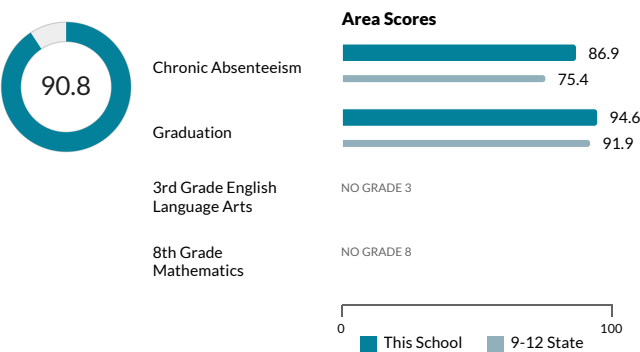 Area Scores
90.8
Chronic Absenteeism
86.9
75.4
Graduation
94.6
91.9
3rd Grade English
Language Arts
NO GRADE 3
8th Grade
Mathematics
NO GRADE 8
0
100
This School
9-12 State